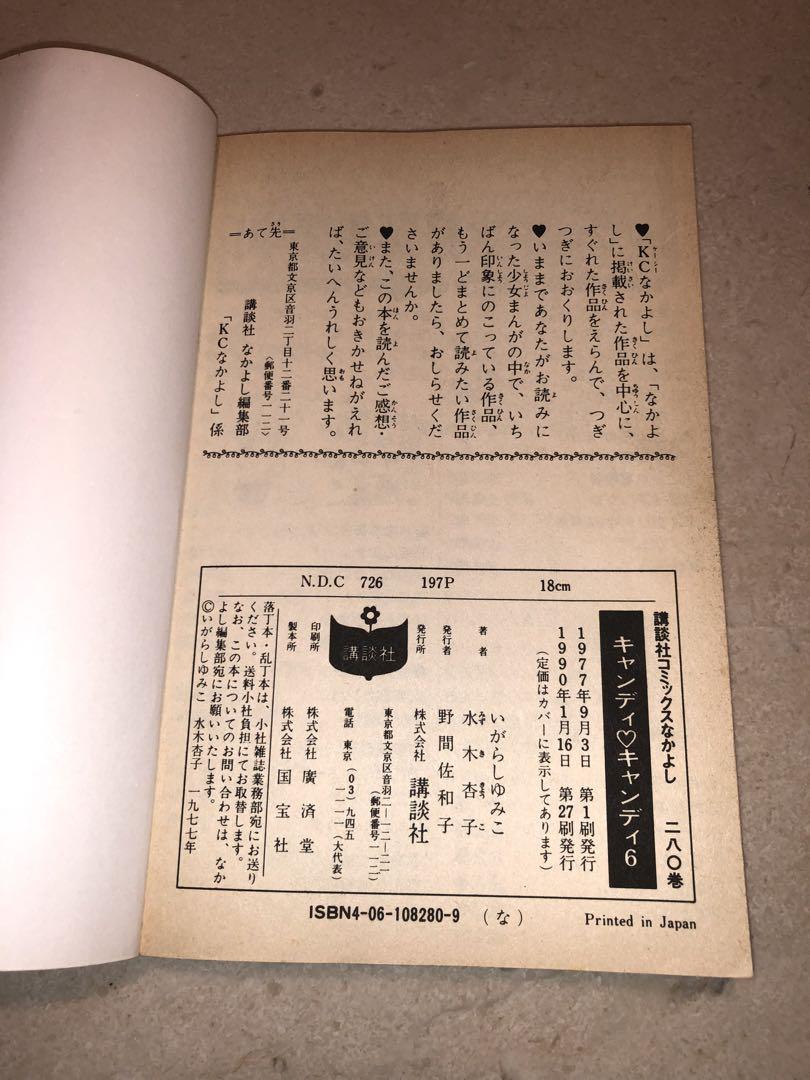 ♥「KCなかよし」は、「なかよ
し」に掲載された作品を中心に、
すぐれた作品をえらんで、つぎ
つぎにおおくりします。
♥いままであなたがお読みに
なった少女まんがの中で、いち
ばん印象にのこっている作品、
もう一どまとめて読みたい作品
がありましたら、おしらせくだ
さいませんか。
♥また、この本を読んだご感想・
ご意見などもおきかせねがえれ
ば、たいへんうれしく思います。
=あて先=
東京都文京区音羽二丁目十二番二十一号
(郵便番号一一二)
講談社 なかよし編集部
「KCなかよし」係
N.D.C 726 197P 18cm
講談社コミックスなかよし 二八〇巻
キャンディ♡キャンディ6
1977年9月3日 第1刷発行
1990年1月16日 第27刷発行
(定価はカバーに表示してあります)
著者 いがらしゆみこ
水木杏子
発行者 野間佐和子
発行所 株式会社 講談社
東京都文京区音羽二-一二-二一
(郵便番号一一二)
電話 東京(03)九四五
一一一一(大代表)
講談社
印刷所 株式会社 廣済堂
製本所 株式会社 国宝社
落丁本・乱丁本は、小社雑誌業務部宛にお送り
ください。送料小社負担にてお取替します。
なお、この本についてのお問い合わせは、なか
よし編集部宛にお願いいたします。
©いがらしゆみこ 水木杏子 一九七七年
ISBN4-06-108280-9 (な) Printed in Japan